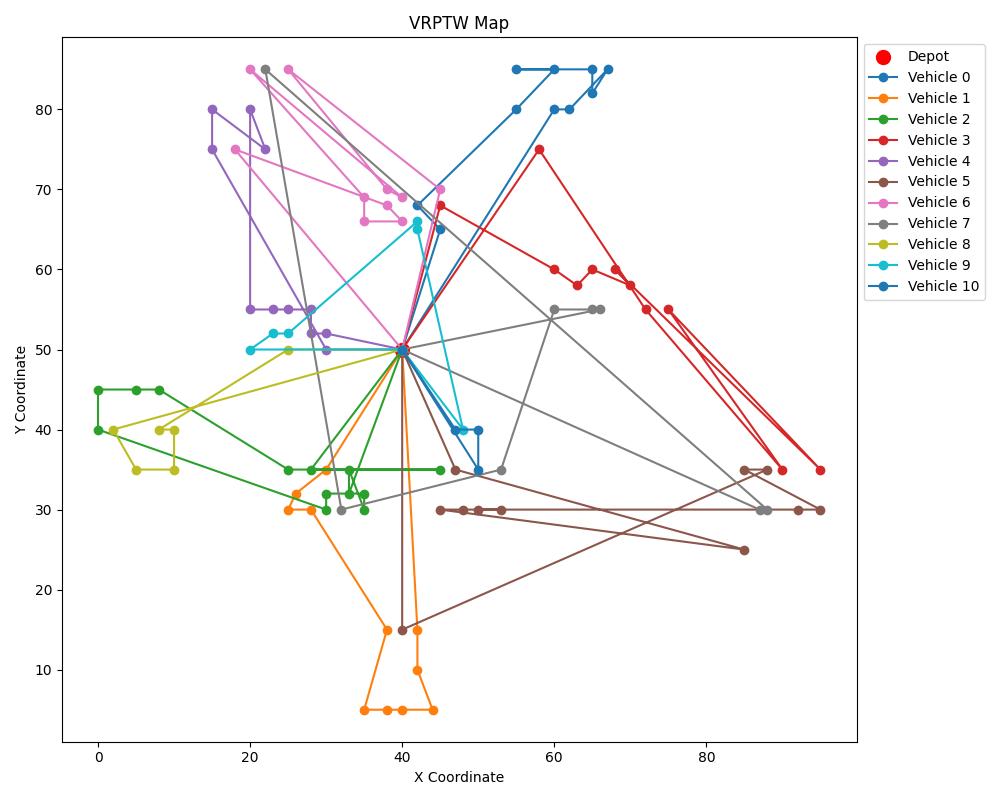 VRPTW Map
Y Coordinate
80
70
60
50
40
30
20
10
0
20
40
60
80
X Coordinate
Depot
Vehicle 0
Vehicle 1
Vehicle 2
Vehicle 3
Vehicle 4
Vehicle 5
Vehicle 6
Vehicle 7
Vehicle 8
Vehicle 9
Vehicle 10